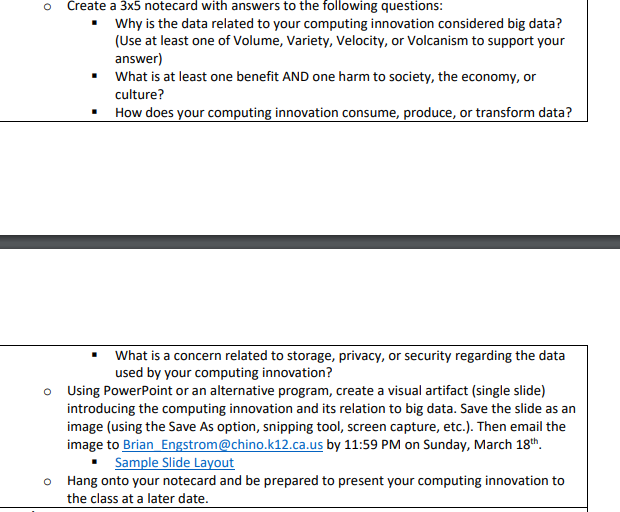 o Create a 3x5 notecard with answers to the following questions:
▪ Why is the data related to your computing innovation considered big data?
(Use at least one of Volume, Variety, Velocity, or Volcanism to support your
answer)
▪ What is at least one benefit AND one harm to society, the economy, or
culture?
▪ How does your computing innovation consume, produce, or transform data?
▪ What is a concern related to storage, privacy, or security regarding the data
used by your computing innovation?
o Using PowerPoint or an alternative program, create a visual artifact (single slide)
introducing the computing innovation and its relation to big data. Save the slide as an
image (using the Save As option, snipping tool, screen capture, etc.). Then email the
image to Brian_Engstrom@chino.k12.ca.us by 11:59 PM on Sunday, March 18th.
▪ Sample Slide Layout
o Hang onto your notecard and be prepared to present your computing innovation to
the class at a later date.